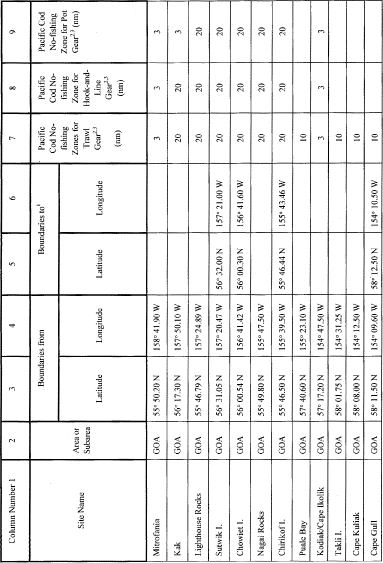 Column Number 1 2 3 4 5 6 7 8 9
Site Name
Area or
Subarea
Boundaries from
Latitude Longitude
Boundaries to¹
Latitude Longitude
Pacific
Cod No-
fishing
Zones for
Trawl
Gear²,³
(nm)
Pacific
Cod No-
fishing
Zone for
Hook-and-
Line
Gear²,³
(nm)
Pacific Cod
No-fishing
Zone for Pot
Gear²,³ (nm)
Mitrofania GOA 55° 50.20 N 158° 41.90 W 3 3 3
Kak GOA 56° 17.30 N 157° 50.10 W 20 20 3
Lighthouse Rocks GOA 55° 46.79 N 157° 24.89 W 20 20 20
Sutwik I. GOA 56° 31.05 N 157° 20.47 W 56° 32.00 N 157° 21.00 W 20 20 20
Chowiet I. GOA 56° 00.54 N 156° 41.42 W 56° 00.30 N 156° 41.60 W 20 20 20
Nagai Rocks GOA 55° 49.80 N 155° 47.50 W 20 20 20
Chirikof I. GOA 55° 46.50 N 155° 39.50 W 55° 46.44 N 155° 43.46 W 20 20 20
Puale Bay GOA 57° 40.60 N 155° 23.10 W 10
Kodiak/Cape Ikolik GOA 57° 17.20 N 154° 47.50 W 3 3 3
Takli I. GOA 58° 01.75 N 154° 31.25 W 10
Cape Kuliak GOA 58° 08.00 N 154° 12.50 W 10
Cape Gull GOA 58° 11.50 N 154° 09.60 W 58° 12.50 N 154° 10.50 W 10